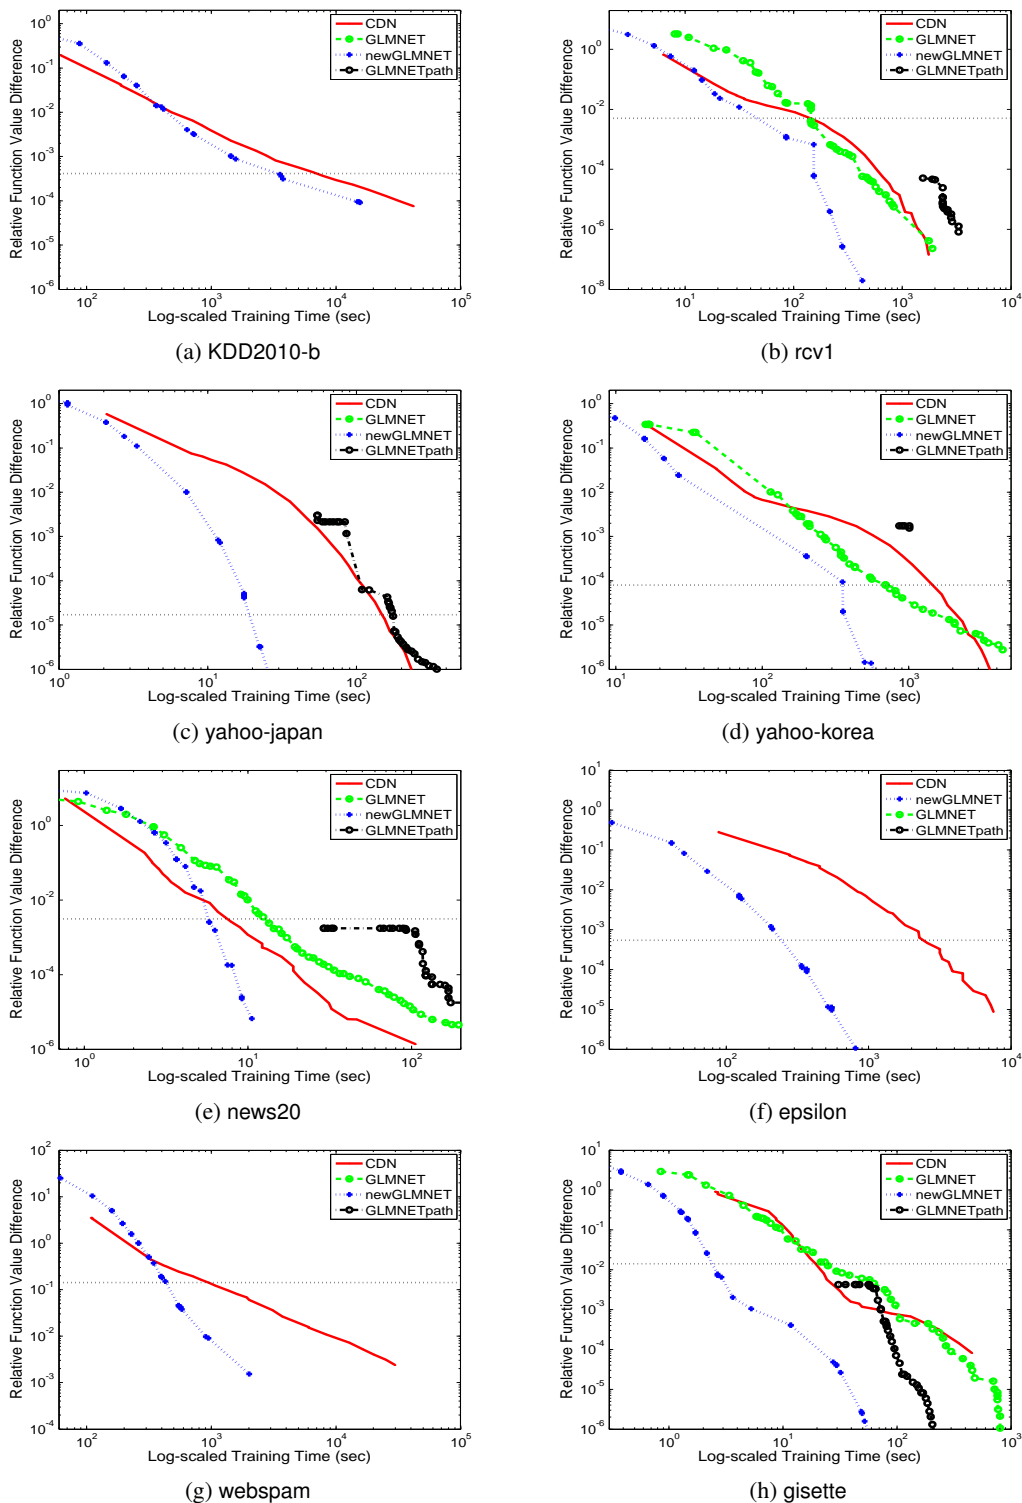 Relative Function Value Difference
10^0
10^-1
10^-2
10^-3
10^-4
10^-5
10^-6
10^2
10^3
10^4
10^5
Log-scaled Training Time (sec)
CDN
GLMNET
newGLMNET
GLMNETpath
(a) KDD2010-b
Relative Function Value Difference
10^0
10^-2
10^-4
10^-6
10^-8
10^1
10^2
10^3
10^4
Log-scaled Training Time (sec)
CDN
GLMNET
newGLMNET
GLMNETpath
(b) rcv1
Relative Function Value Difference
10^0
10^-1
10^-2
10^-3
10^-4
10^-5
10^-6
10^0
10^1
10^2
Log-scaled Training Time (sec)
CDN
GLMNET
newGLMNET
GLMNETpath
(c) yahoo-japan
Relative Function Value Difference
10^0
10^-1
10^-2
10^-3
10^-4
10^-5
10^-6
10^1
10^2
10^3
Log-scaled Training Time (sec)
CDN
GLMNET
newGLMNET
GLMNETpath
(d) yahoo-korea
Relative Function Value Difference
10^0
10^-2
10^-4
10^-6
10^0
10^1
10^2
Log-scaled Training Time (sec)
CDN
GLMNET
newGLMNET
GLMNETpath
(e) news20
Relative Function Value Difference
10^1
10^0
10^-1
10^-2
10^-3
10^-4
10^-5
10^-6
10^2
10^3
10^4
Log-scaled Training Time (sec)
CDN
GLMNET
newGLMNET
GLMNETpath
(f) epsilon
Relative Function Value Difference
10^2
10^1
10^0
10^-1
10^-2
10^-3
10^-4
10^2
10^3
10^4
10^5
Log-scaled Training Time (sec)
CDN
GLMNET
newGLMNET
GLMNETpath
(g) webspam
Relative Function Value Difference
10^1
10^0
10^-1
10^-2
10^-3
10^-4
10^-5
10^-6
10^0
10^1
10^2
10^3
Log-scaled Training Time (sec)
CDN
GLMNET
newGLMNET
GLMNETpath
(h) gisette